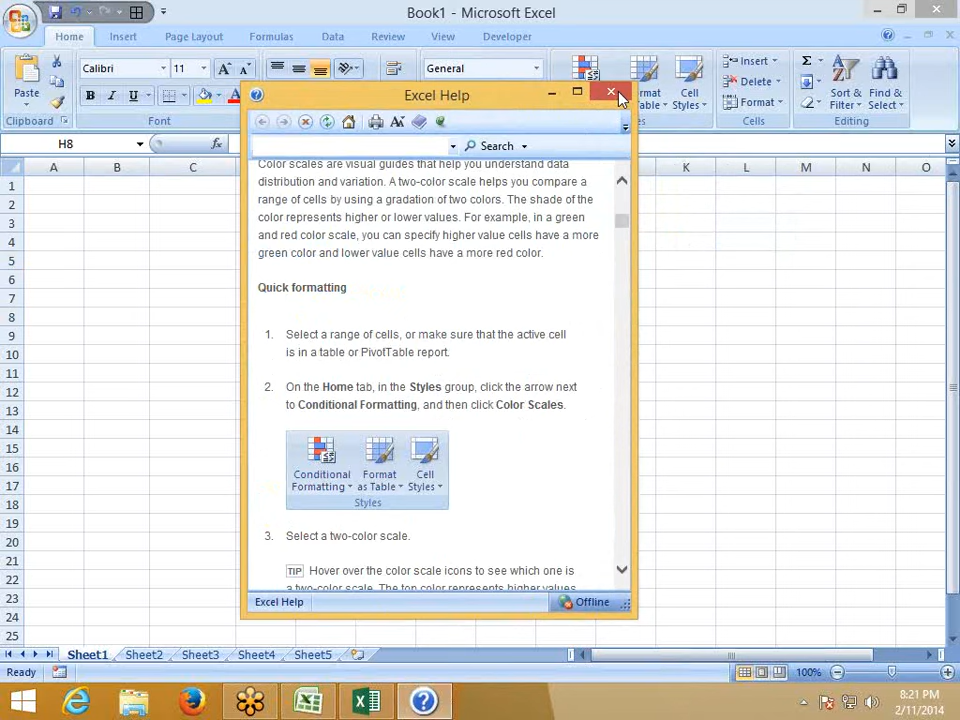 Book1 - Microsoft Excel
Home Insert Page Layout Formulas Data Review View Developer
Paste
Clipboard
Calibri 11
B I U
Font
General
Styles
Insert
Delete
Format
Cells
Sort &
Filter
Find &
Select
Editing
H8
fx
A B C K L M N O
1
2
3
4
5
6
7
8
9
10
11
12
13
14
15
16
17
18
19
20
21
22
23
24
25
Excel Help
Search
Color scales are visual guides that help you understand data
distribution and variation. A two-color scale helps you compare a
range of cells by using a gradation of two colors. The shade of the
color represents higher or lower values. For example, in a green
and red color scale, you can specify higher value cells have a more
green color and lower value cells have a more red color.
Quick formatting
1. Select a range of cells, or make sure that the active cell
is in a table or PivotTable report.
2. On the Home tab, in the Styles group, click the arrow next
to Conditional Formatting, and then click Color Scales.
Conditional
Formatting
Format
as Table
Cell
Styles
Styles
3. Select a two-color scale.
TIP Hover over the color scale icons to see which one is
a two-color scale. The top color represents higher values
Excel Help Offline
Sheet1 Sheet2 Sheet3 Sheet4 Sheet5
Ready 100%
8:21 PM
2/11/2014